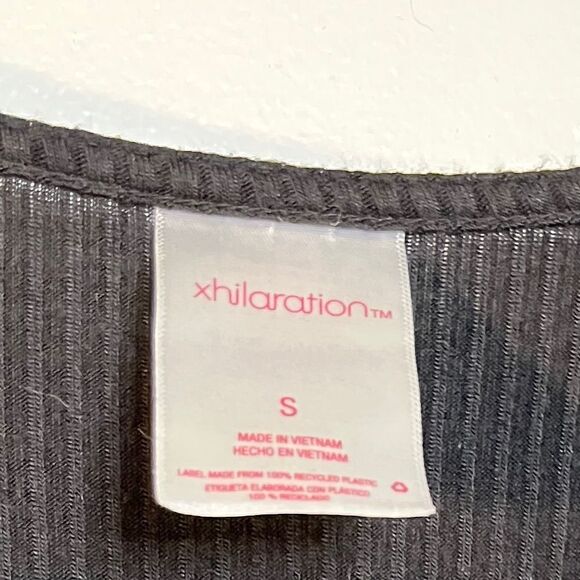 xhilaration™
S
MADE IN VIETNAM
HECHO EN VIETNAM
LABEL MADE FROM 100% RECYCLED PLASTIC
ETIQUETA ELABORADA CON PLÁSTICO
100 % RECICLADO